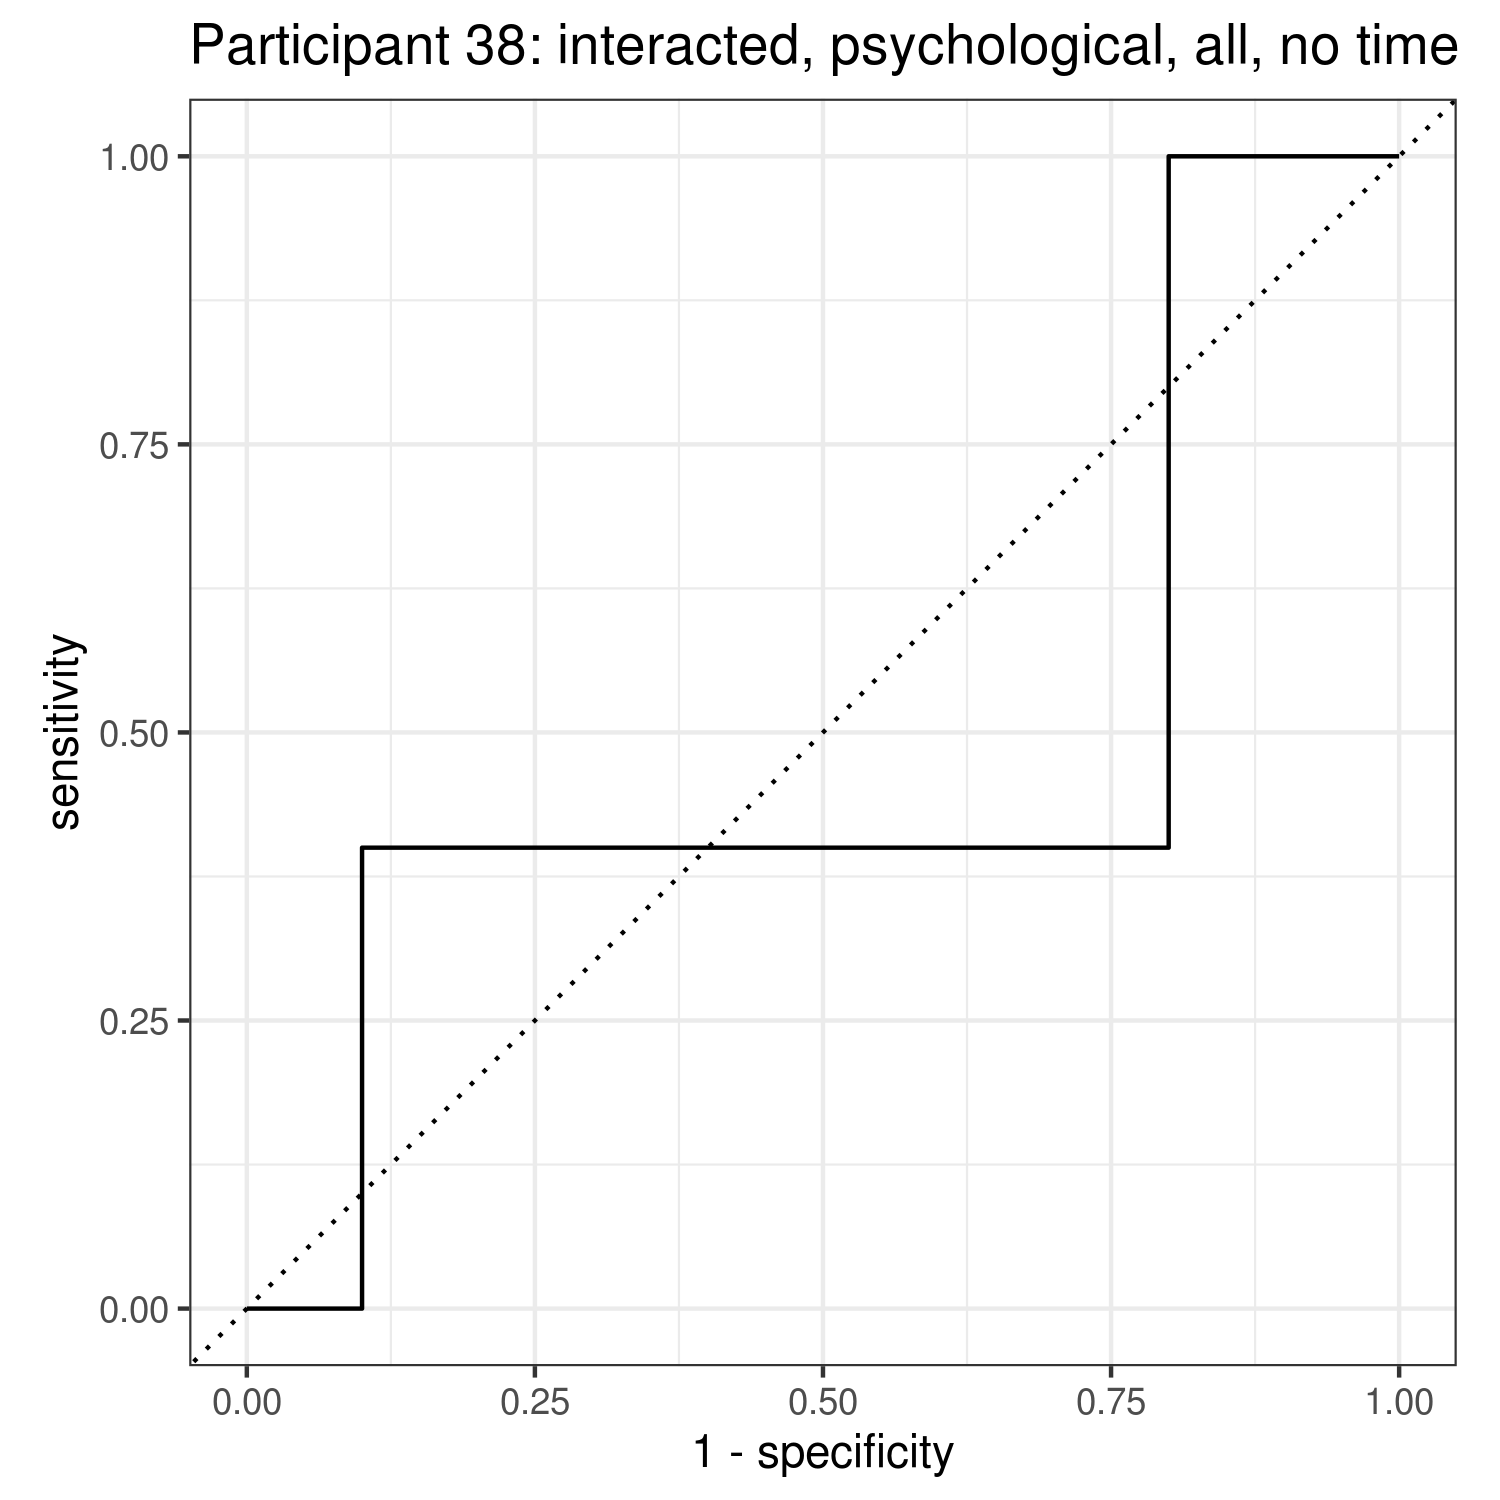 Participant 38: interacted, psychological, all, no time
1.00
0.75
0.50
0.25
0.00
sensitivity
0.00 0.25 0.50 0.75 1.00
1 - specificity